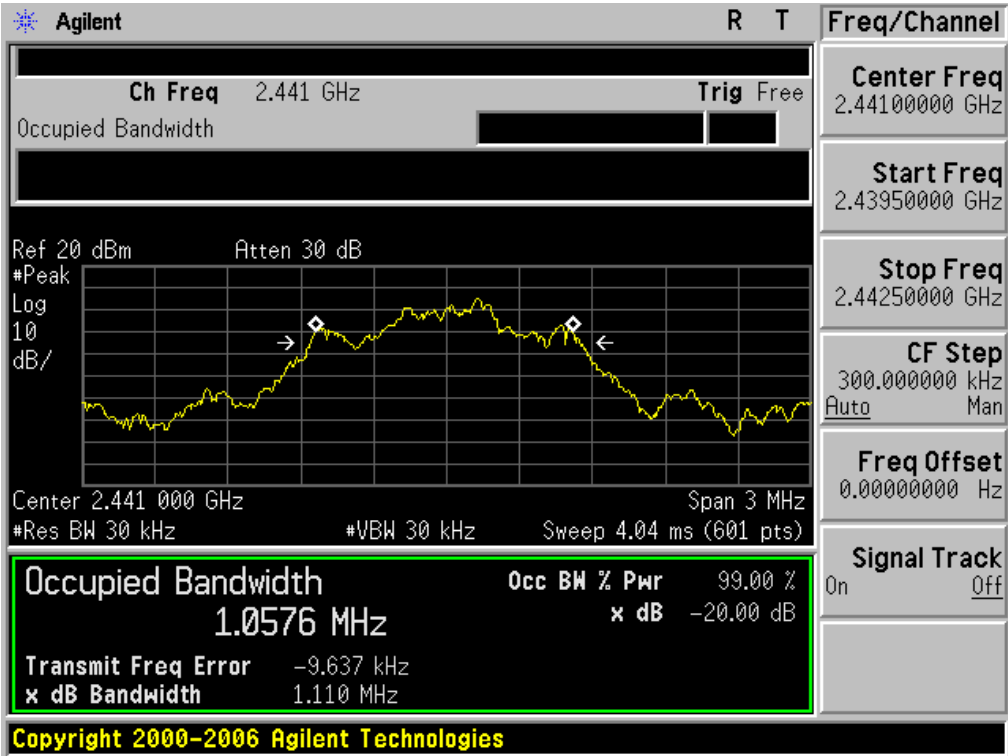 Agilent R T
Freq/Channel
Ch Freq 2.441 GHz Trig Free
Occupied Bandwidth
Ref 20 dBm Atten 30 dB
#Peak
Log
10
dB/
Center 2.441 000 GHz Span 3 MHz
#Res BW 30 kHz #VBW 30 kHz Sweep 4.04 ms (601 pts)
Occupied Bandwidth Occ BW % Pwr 99.00 %
1.0576 MHz x dB -20.00 dB
Transmit Freq Error -9.637 kHz
x dB Bandwidth 1.110 MHz
Center Freq
2.44100000 GHz
Start Freq
2.43950000 GHz
Stop Freq
2.44250000 GHz
CF Step
300.000000 kHz
Auto Man
Freq Offset
0.00000000 Hz
Signal Track
On Off
Copyright 2000-2006 Agilent Technologies